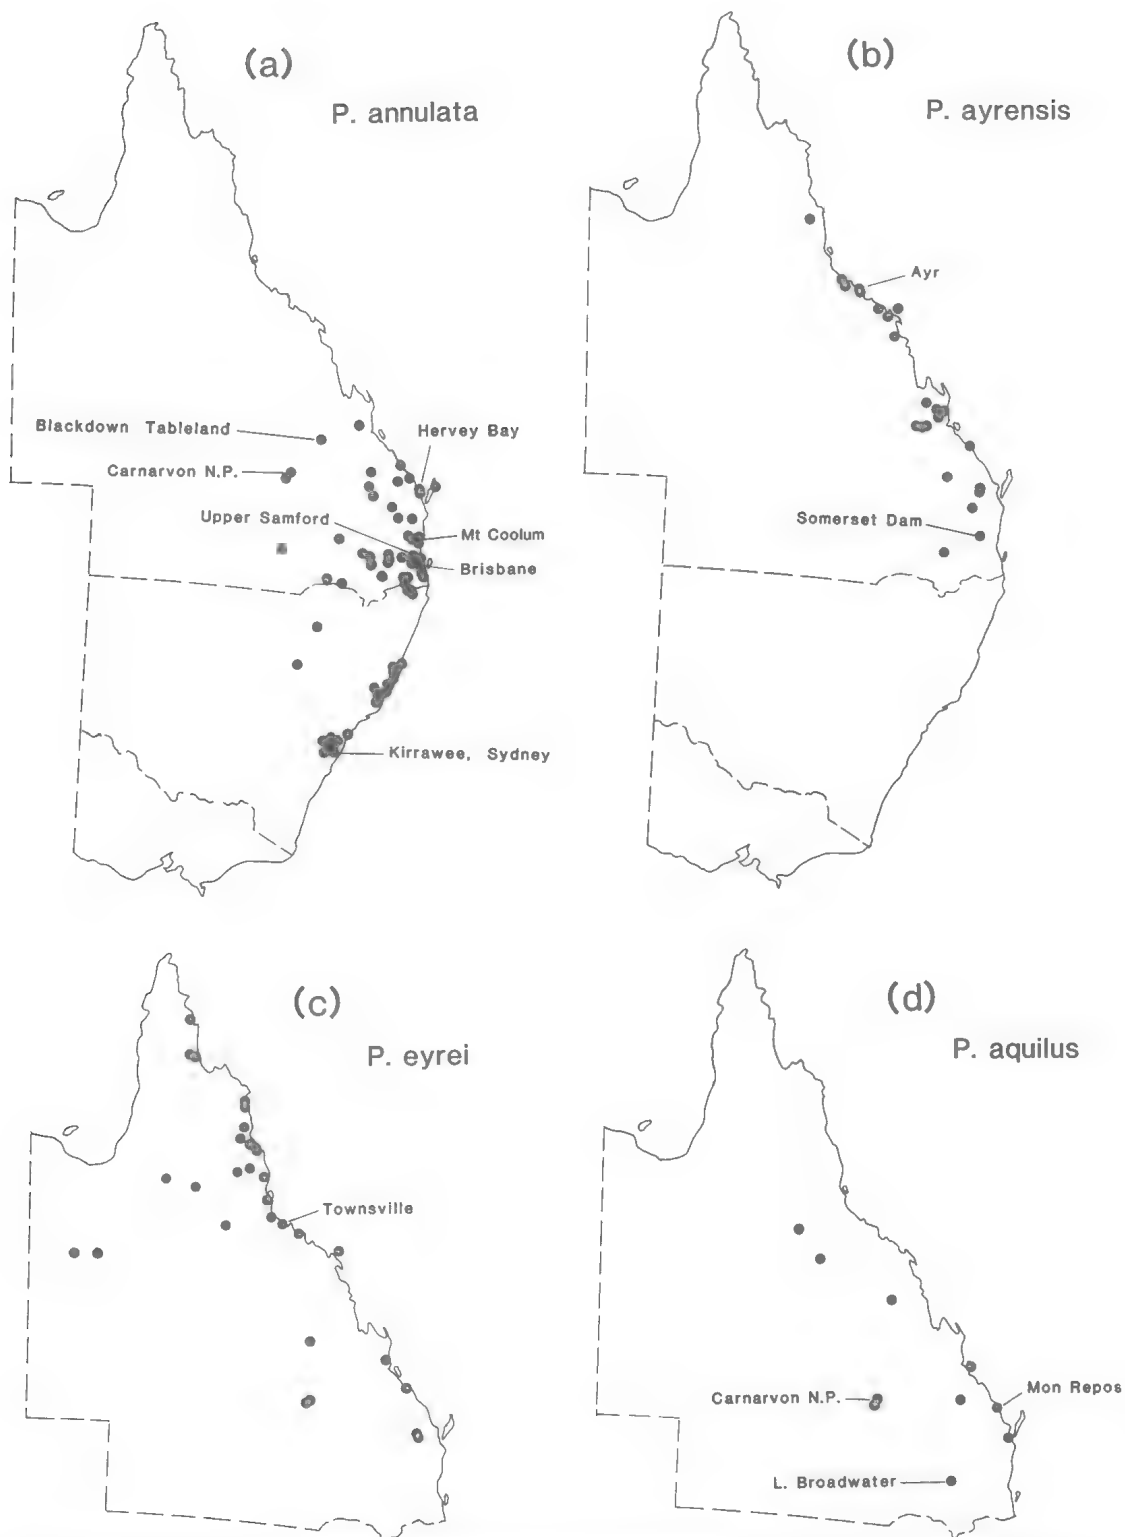 (a)
P. annulata
Blackdown Tableland
Hervey Bay
Carnarvon N.P.
Upper Samford
Mt Coolum
Brisbane
Kirrawee, Sydney
(b)
P. ayrensis
Ayr
Somerset Dam
(c)
P. eyrei
Townsville
(d)
P. aquilus
Carnarvon N.P.
Mon Repos
L. Broadwater